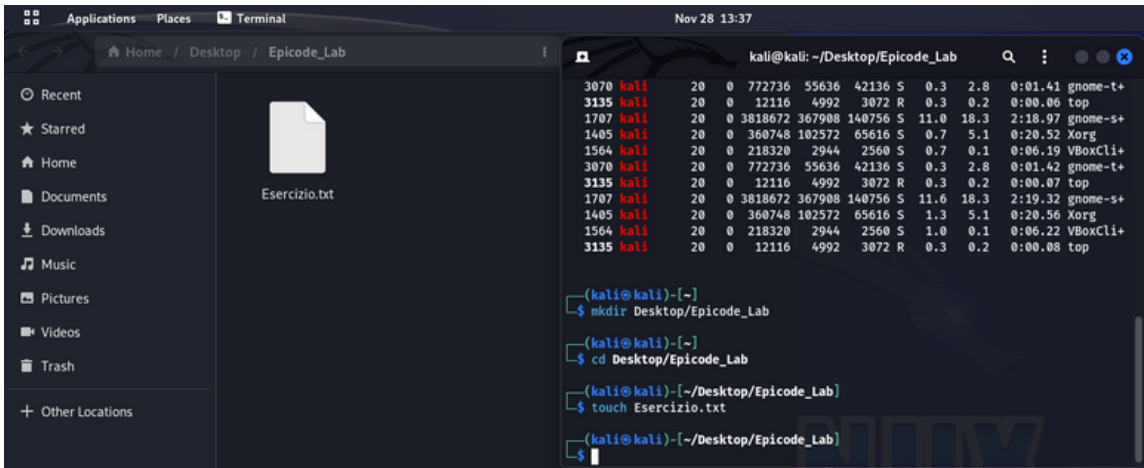 Applications Places Terminal Nov 28 13:37
Home / Desktop / Epicode_Lab
Recent
Starred
Home
Documents
Downloads
Music
Pictures
Videos
Trash
Other Locations
Esercizio.txt
kali@kali: ~/Desktop/Epicode_Lab
3070 kali 20 0 772736 55636 42136 S 0.3 2.8 0:01.41 gnome-t+
3135 kali 20 0 12116 4992 3072 R 0.3 0.2 0:00.06 top
1707 kali 20 0 3818672 367908 140756 S 11.0 18.3 2:18.97 gnome-s+
1405 kali 20 0 360748 102572 65616 S 0.7 5.1 0:20.52 Xorg
1564 kali 20 0 218320 2944 2560 S 0.7 0.1 0:06.19 VBoxCli+
3070 kali 20 0 772736 55636 42136 S 0.3 2.8 0:01.42 gnome-t+
3135 kali 20 0 12116 4992 3072 R 0.3 0.2 0:00.07 top
1707 kali 20 0 3818672 367908 140756 S 11.6 18.3 2:19.32 gnome-s+
1405 kali 20 0 360748 102572 65616 S 1.3 5.1 0:20.56 Xorg
1564 kali 20 0 218320 2944 2560 S 1.0 0.1 0:06.22 VBoxCli+
3135 kali 20 0 12116 4992 3072 R 0.3 0.2 0:00.08 top
┌──(kali㉿kali)-[~]
└─$ mkdir Desktop/Epicode_Lab
┌──(kali㉿kali)-[~]
└─$ cd Desktop/Epicode_Lab
┌──(kali㉿kali)-[~/Desktop/Epicode_Lab]
└─$ touch Esercizio.txt
┌──(kali㉿kali)-[~/Desktop/Epicode_Lab]
└─$